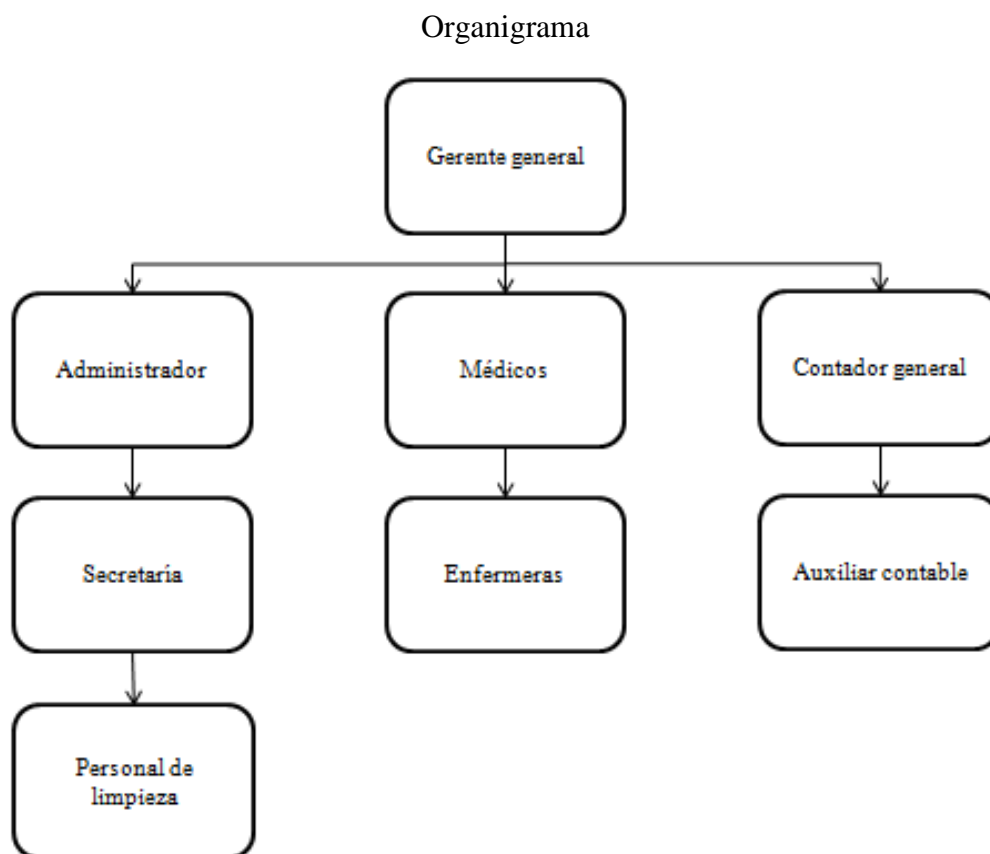 Organigrama
Gerente general
Administrador
Médicos
Contador general
Secretaría
Enfermeras
Auxiliar contable
Personal de
limpieza